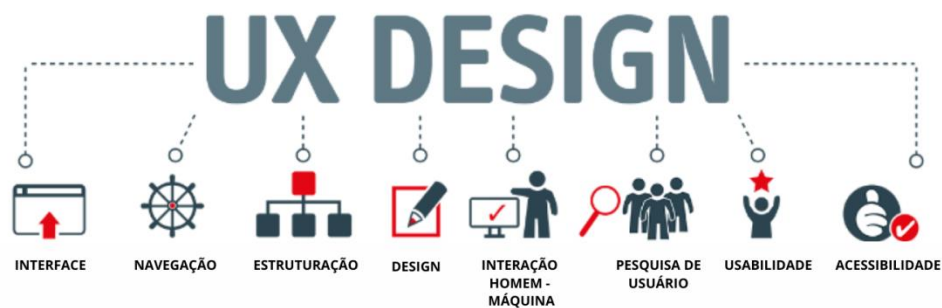 UX DESIGN
INTERFACE
NAVEGAÇÃO
ESTRUTURAÇÃO
DESIGN
INTERAÇÃO
HOMEM -
MÁQUINA
PESQUISA DE
USUÁRIO
USABILIDADE
ACESSIBILIDADE